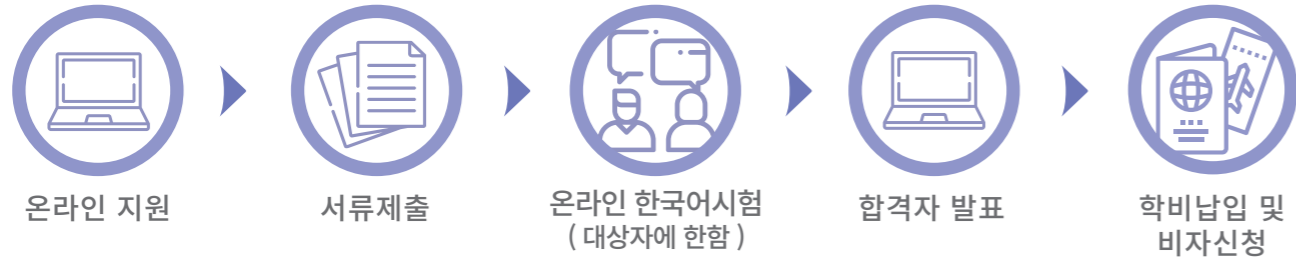 온라인 지원
서류제출
온라인 한국어시험
( 대상자에 한함 )
합격자 발표
학비납입 및
비자신청